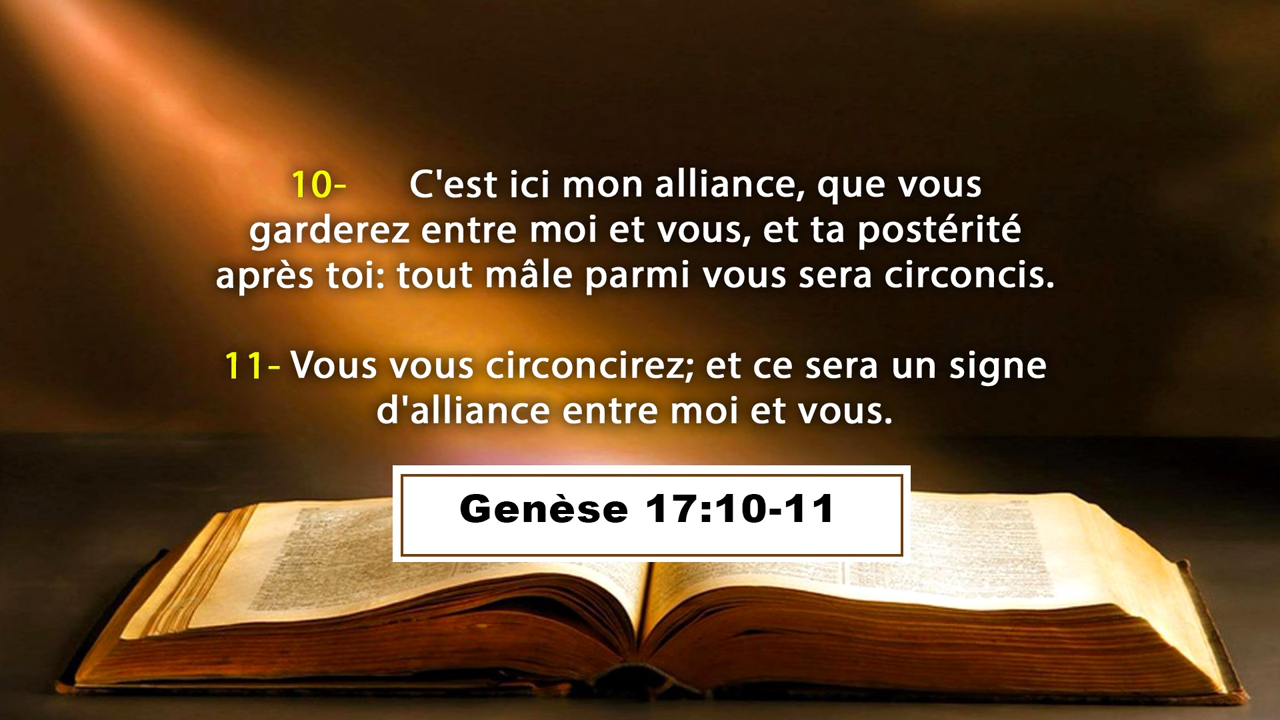 10- C'est ici mon alliance, que vous
garderez entre moi et vous, et ta postérité
après toi: tout mâle parmi vous sera circoncis.
11- Vous vous circoncirez; et ce sera un signe
d'alliance entre moi et vous.
Genèse 17:10-11